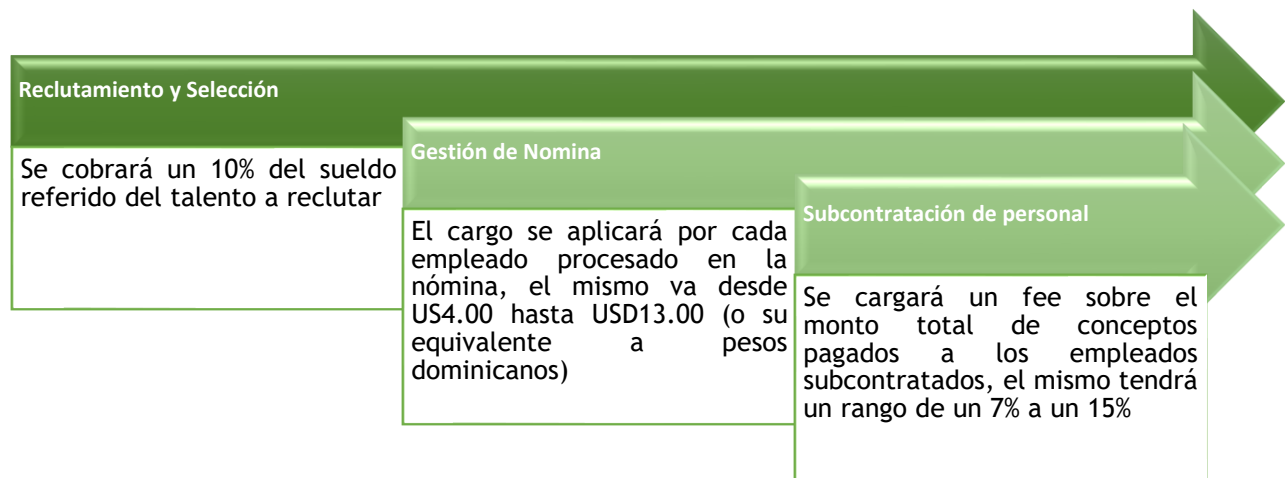 Reclutamiento y Selección
Se cobrará un 10% del sueldo
referido del talento a reclutar
Gestión de Nomina
El cargo se aplicará por cada
empleado procesado en la
nómina, el mismo va desde
US4.00 hasta USD13.00 (o su
equivalente a pesos
dominicanos)
Subcontratación de personal
Se cargará un fee sobre el
monto total de conceptos
pagados a los empleados
subcontratados, el mismo tendrá
un rango de un 7% a un 15%